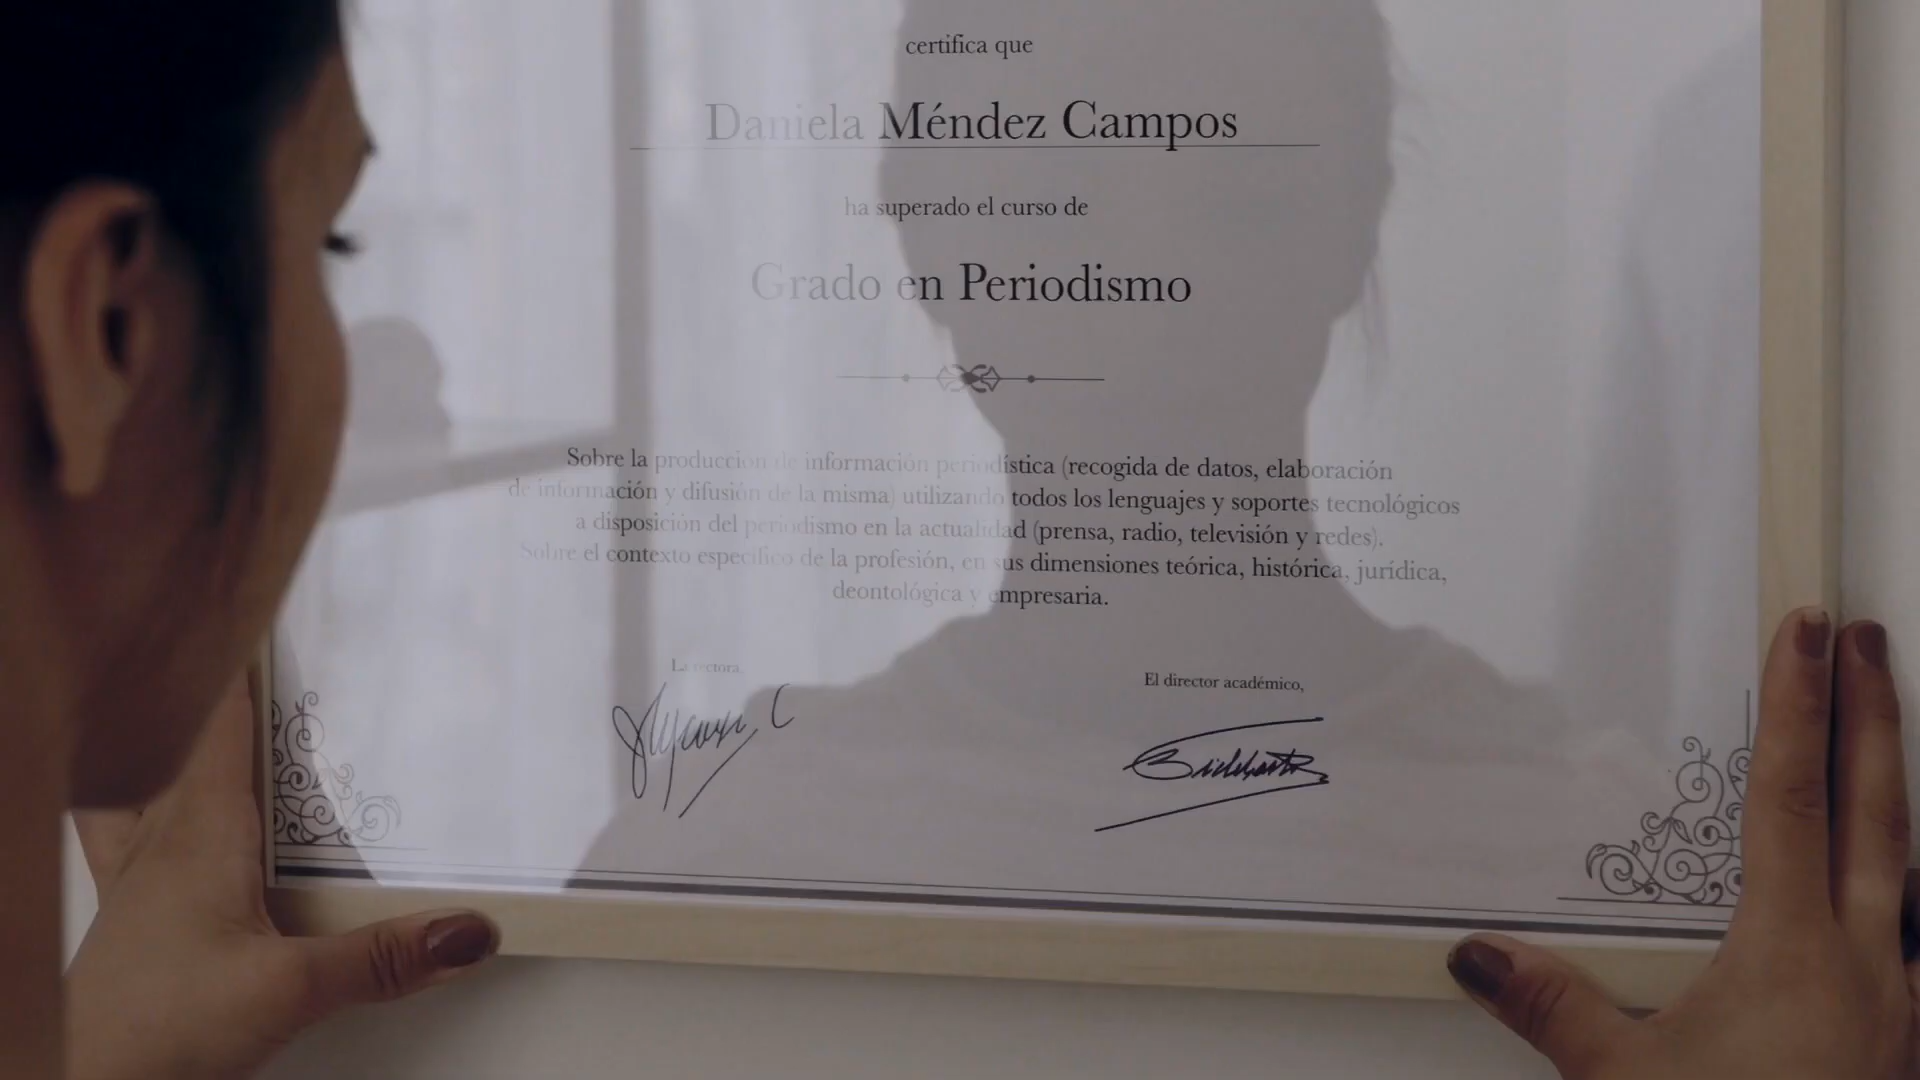 certifica que
Daniela Méndez Campos
ha superado el curso de
Grado en Periodismo
Sobre la producción de información periodística (recogida de datos, elaboración
de información y difusión de la misma) utilizando todos los lenguajes y soportes tecnológicos
a disposición del periodismo en la actualidad (prensa, radio, televisión y redes).
Sobre el contexto específico de la profesión, en sus dimensiones teórica, histórica, jurídica,
deontológica y empresaria.
La rectora,
El director académico,